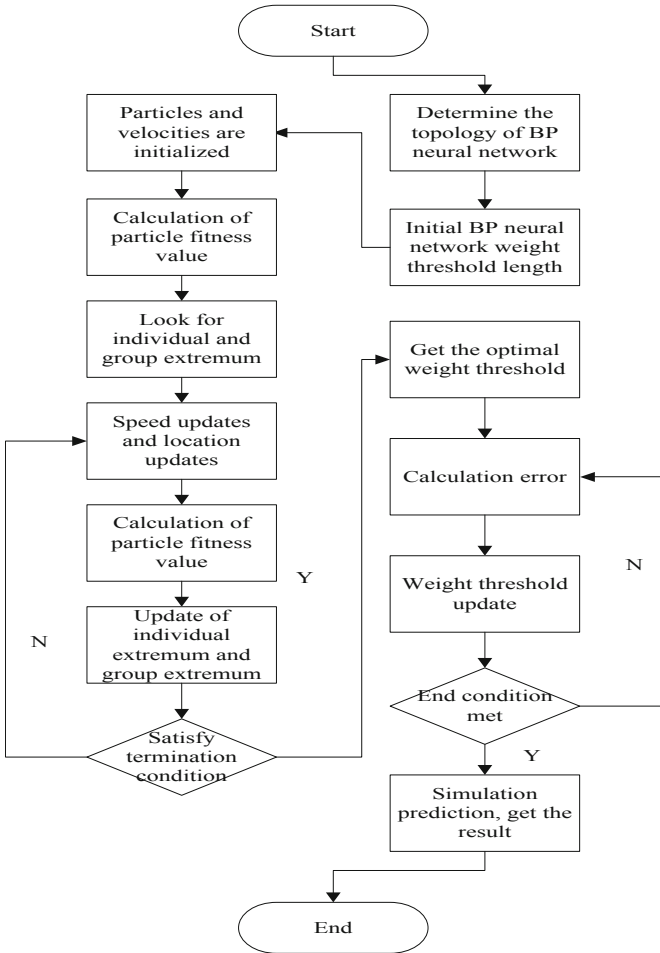 Start
Determine the
topology of BP
neural network
Initial BP neural
network weight
threshold length
Particles and
velocities are
initialized
Calculation of
particle fitness
value
Look for
individual and
group extremum
Speed updates
and location
updates
Calculation of
particle fitness
value
Update of
individual
extremum and
group extremum
Satisfy
termination
condition
N
Y
Get the optimal
weight threshold
Calculation error
Weight threshold
update
End condition
met
N
Y
Simulation
prediction, get the
result
End